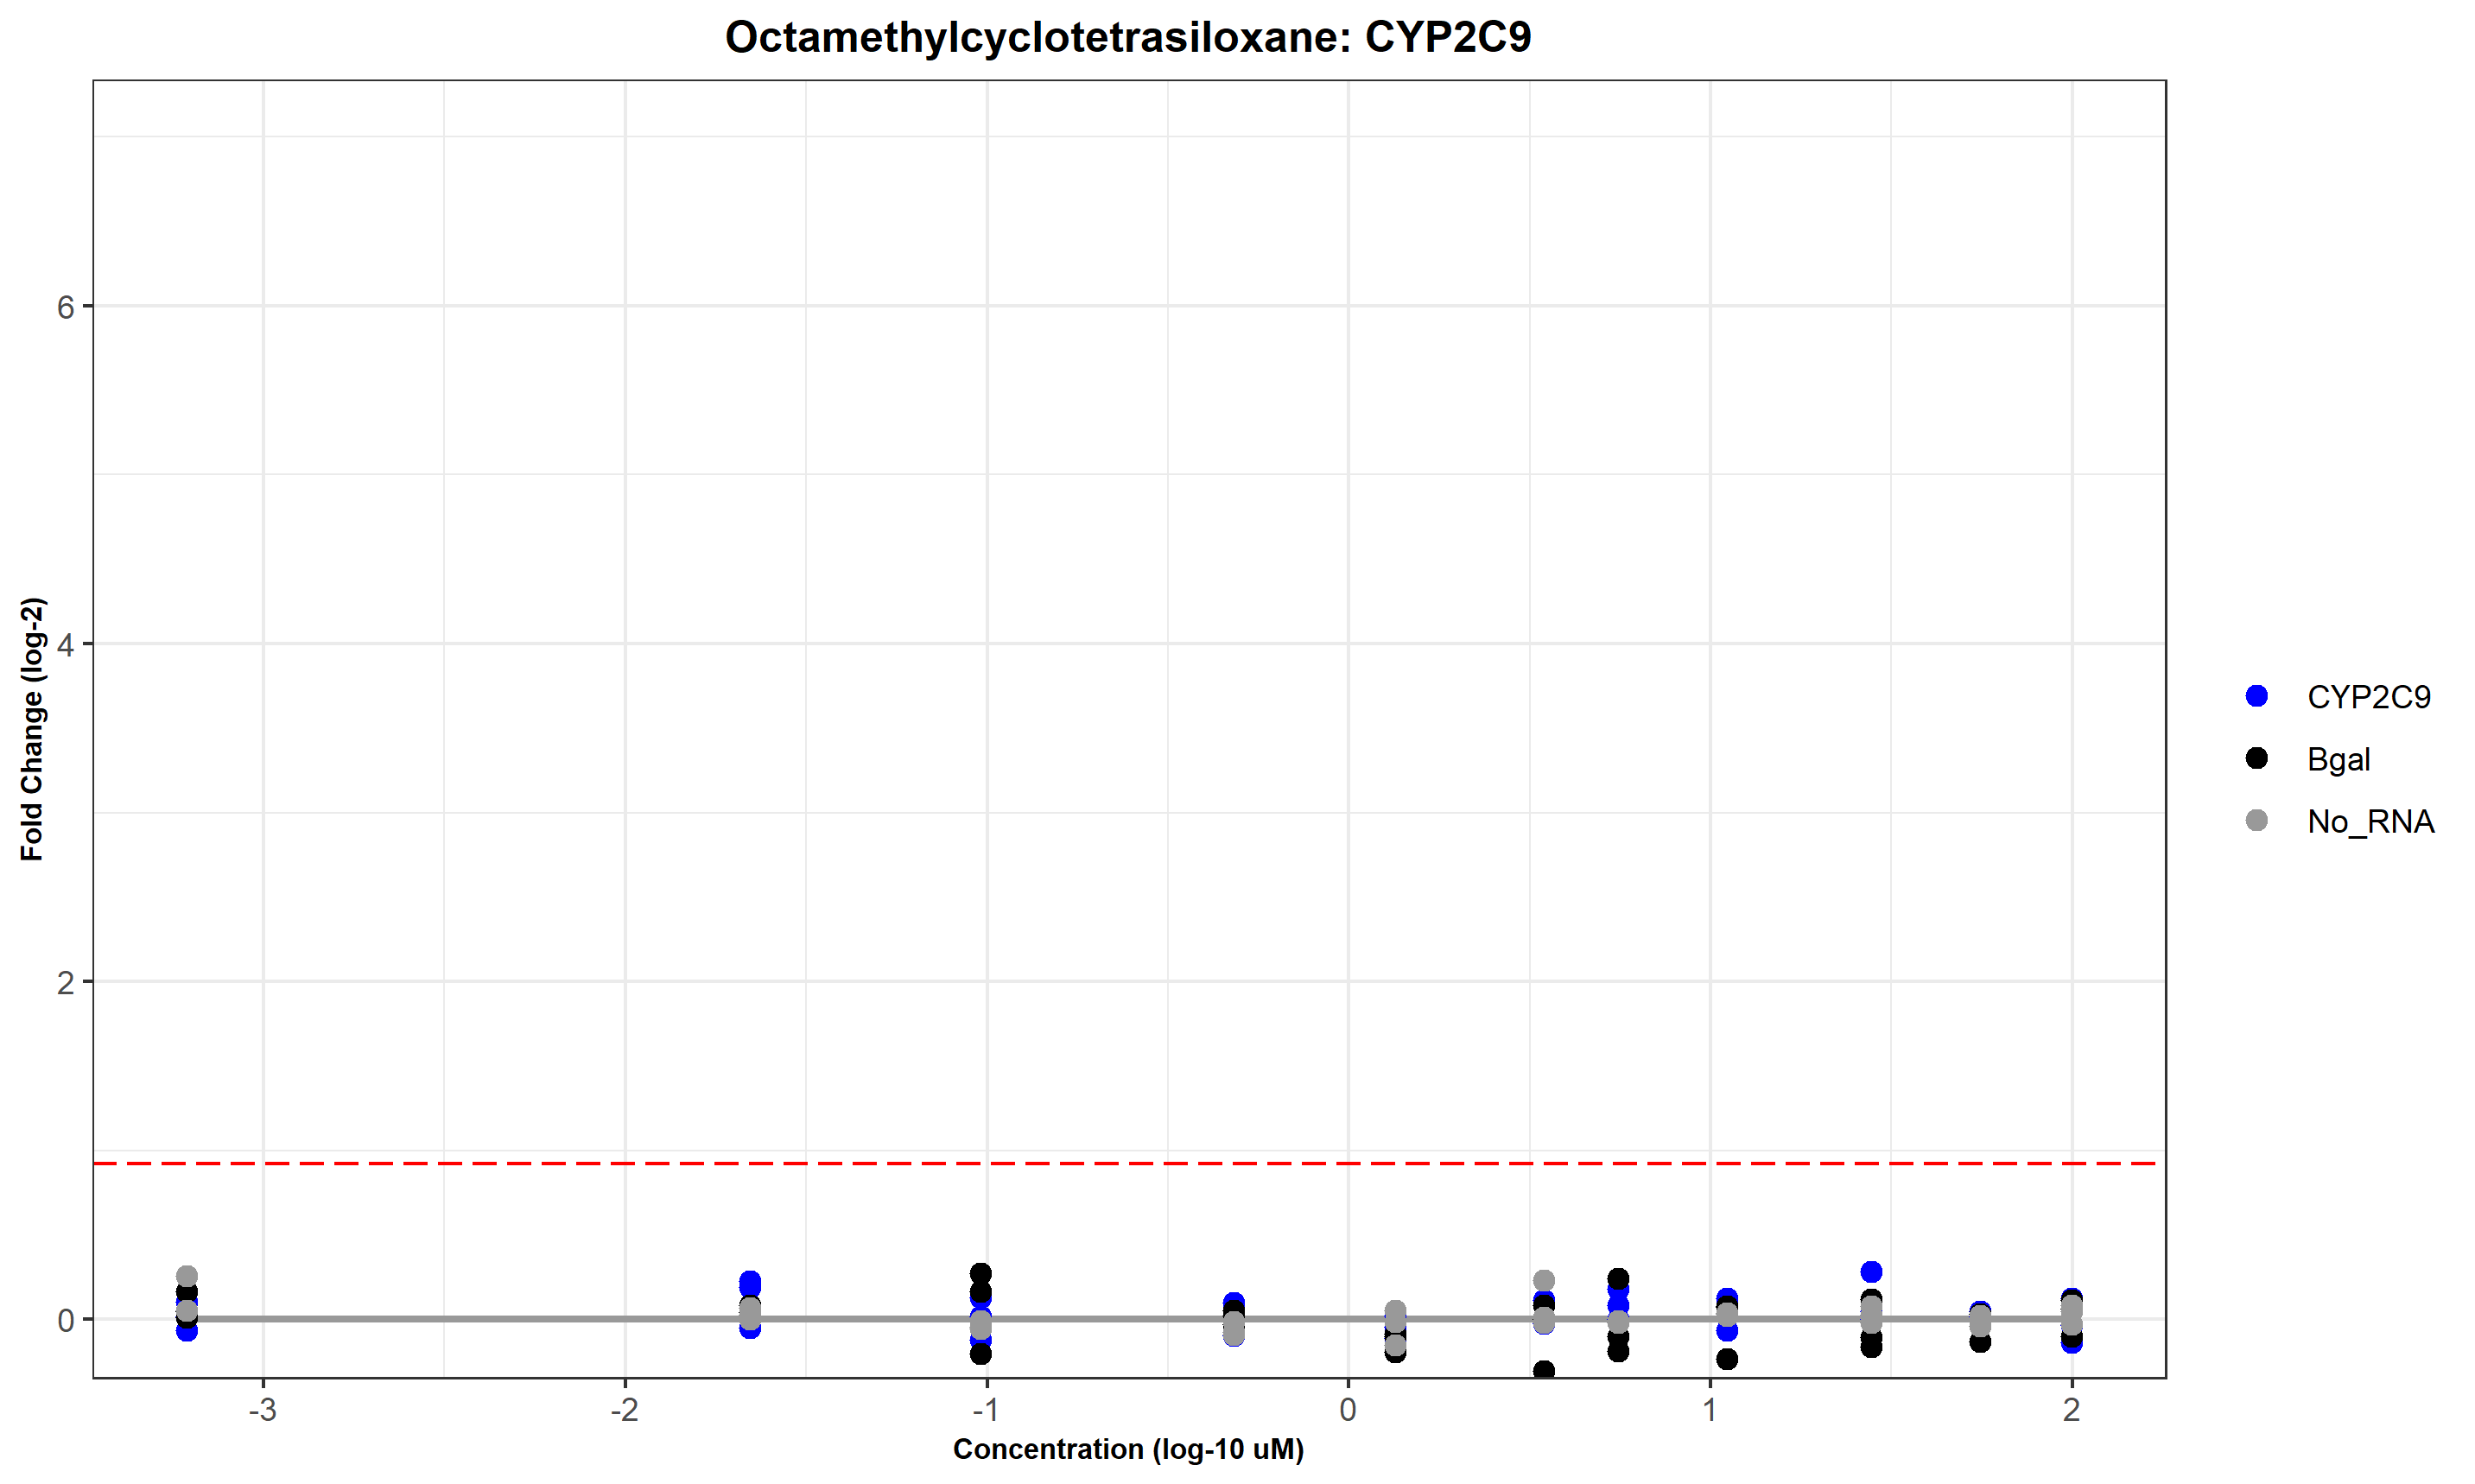 Octamethylcyclotetrasiloxane: CYP2C9
Fold Change (log-2)
6
4
2
0
-3
-2
-1
0
1
2
Concentration (log-10 uM)
CYP2C9
Bgal
No_RNA